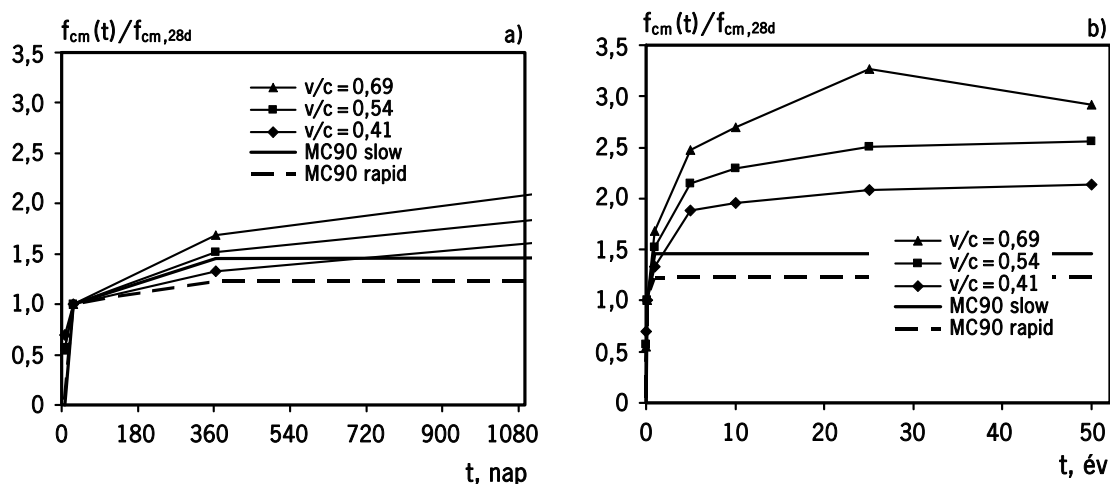 f_cm(t)/f_cm,28d
a)
3,5
3,0
2,5
2,0
1,5
1,0
0,5
0
v/c = 0,69
v/c = 0,54
v/c = 0,41
MC90 slow
MC90 rapid
0 180 360 540 720 900 1080
t, nap
f_cm(t)/f_cm,28d
b)
3,5
3,0
2,5
2,0
1,5
1,0
0,5
0
v/c = 0,69
v/c = 0,54
v/c = 0,41
MC90 slow
MC90 rapid
0 10 20 30 40 50
t, év